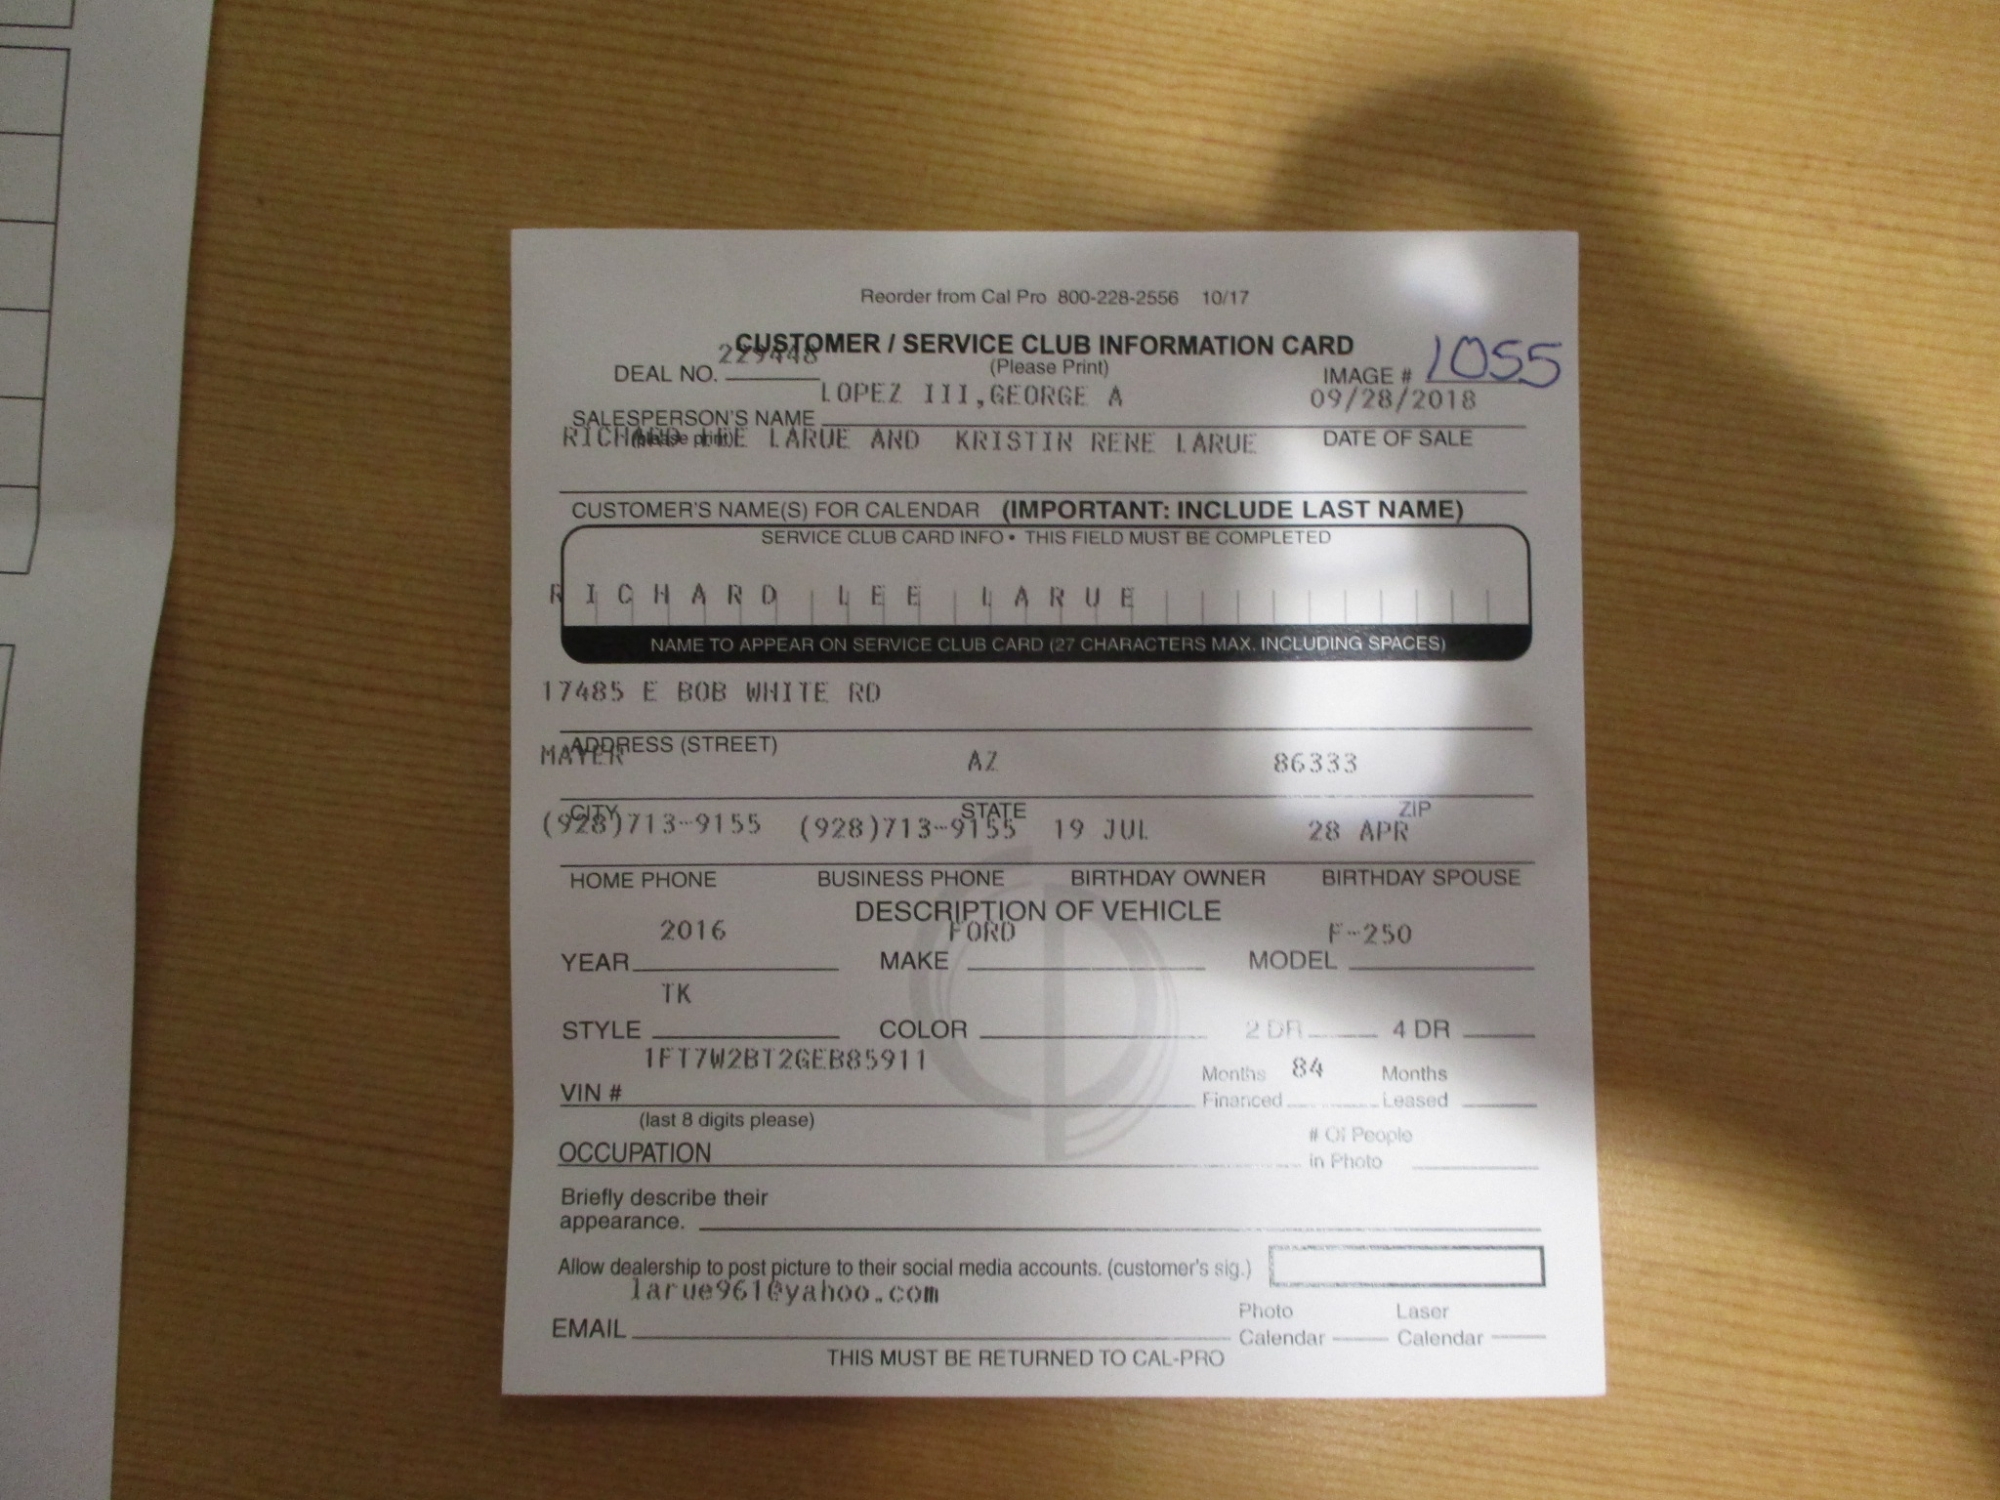 Reorder from Cal Pro 800-228-2556 10/17
CUSTOMER / SERVICE CLUB INFORMATION CARD
(Please Print)
DEAL NO. 229448
IMAGE # 1055
LOPEZ III,GEORGE A
09/28/2018
SALESPERSON'S NAME
(please print)
DATE OF SALE
RICHARD LEE LARUE AND KRISTIN RENE LARUE
CUSTOMER'S NAME(S) FOR CALENDAR (IMPORTANT: INCLUDE LAST NAME)
SERVICE CLUB CARD INFO • THIS FIELD MUST BE COMPLETED
RICHARD LEE LARUE
NAME TO APPEAR ON SERVICE CLUB CARD (27 CHARACTERS MAX. INCLUDING SPACES)
17485 E BOB WHITE RD
ADDRESS (STREET)
MAYER AZ 86333
CITY STATE ZIP
(928)713-9155 (928)713-9155 19 JUL 28 APR
HOME PHONE BUSINESS PHONE BIRTHDAY OWNER BIRTHDAY SPOUSE
DESCRIPTION OF VEHICLE
2016 FORD F-250
YEAR MAKE MODEL
TK
STYLE COLOR 2 DR 4 DR
1FT7W2BT2GEB85911
Months 84 Months
VIN # Financed Leased
(last 8 digits please)
# Of People
OCCUPATION in Photo
Briefly describe their
appearance.
Allow dealership to post picture to their social media accounts. (customer's sig.)
larue961@yahoo.com
Photo Laser
EMAIL Calendar Calendar
THIS MUST BE RETURNED TO CAL-PRO